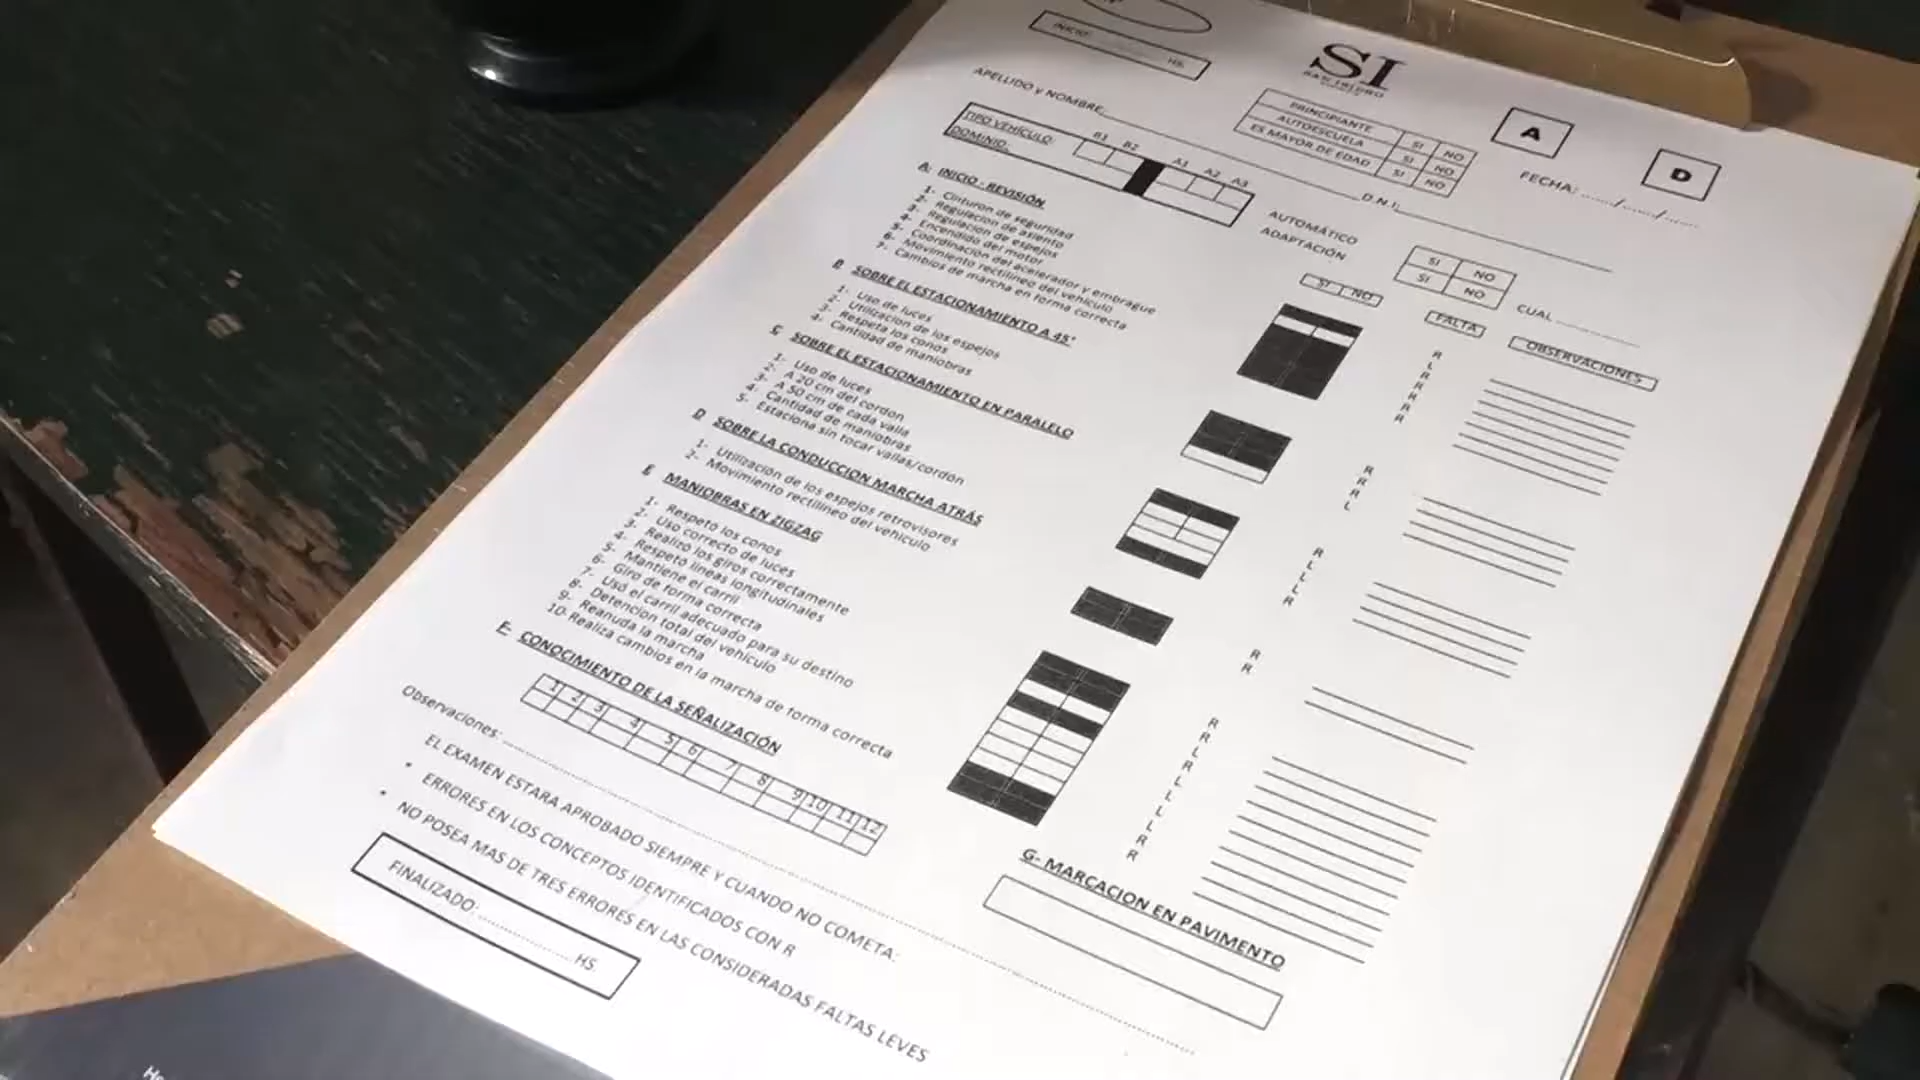 Nº
INICIO: HS.
SI
SAN ISIDRO
APELLIDO y NOMBRE D.N.I:
PRINCIPIANTE SI NO
AUTOESCUELA SI NO
ES MAYOR DE EDAD SI NO
A
D
FECHA: ....../....../......
TIPO VEHÍCULO: B1 B2 A1 A2 A3
DOMINIO:
AUTOMÁTICO SI NO
ADAPTACIÓN SI NO CUAL
SI NO FALTA OBSERVACIONES
A: INICIO - REVISIÓN
1- Cinturon de seguridad R
2- Regulacion de asiento L
3- Regulacion de espejos R
4- Encendido del motor R
5- Coordinación del acelerador y embrague R
6- Movimiento rectilineo del vehículo R
7- Cambios de marcha en forma correcta R
B SOBRE EL ESTACIONAMIENTO A 45°
1- Uso de luces R
2- Utilizacion de los espejos R
3- Respeta los conos R
4- Cantidad de maniobras L
C SOBRE EL ESTACIONAMIENTO EN PARALELO
1- Uso de luces R
2- A 20 cm del cordon L
3- A 50 cm de cada valla L
4- Cantidad de maniobras L
5- Estaciona sin tocar vallas/cordón R
D SOBRE LA CONDUCCION MARCHA ATRÁS
1- Utilización de los espejos retrovisores R
2- Movimiento rectilineo del vehículo R
E MANIOBRAS EN ZIGZAG
1- Respeto los conos R
2- Uso correcto de luces R
3- Realizó los giros correctamente L
4- Respetó lineas longitudinales R
5- Mantiene el carril L
6- Giro de forma correcta L
7- Usó el carril adecuado para su destino L
8- Detencion total del vehículo L
9- Reanuda la marcha R
10- Realiza cambios en la marcha de forma correcta R
F- CONOCIMIENTO DE LA SEÑALIZACIÓN
1 2 3 4 5 6 7 8 9 10 11 12
G- MARCACION EN PAVIMENTO
Observaciones:
EL EXAMEN ESTARA APROBADO SIEMPRE Y CUANDO NO COMETA:
• ERRORES EN LOS CONCEPTOS IDENTIFICADOS CON R
• NO POSEA MAS DE TRES ERRORES EN LAS CONSIDERADAS FALTAS LEVES
FINALIZADO: HS.